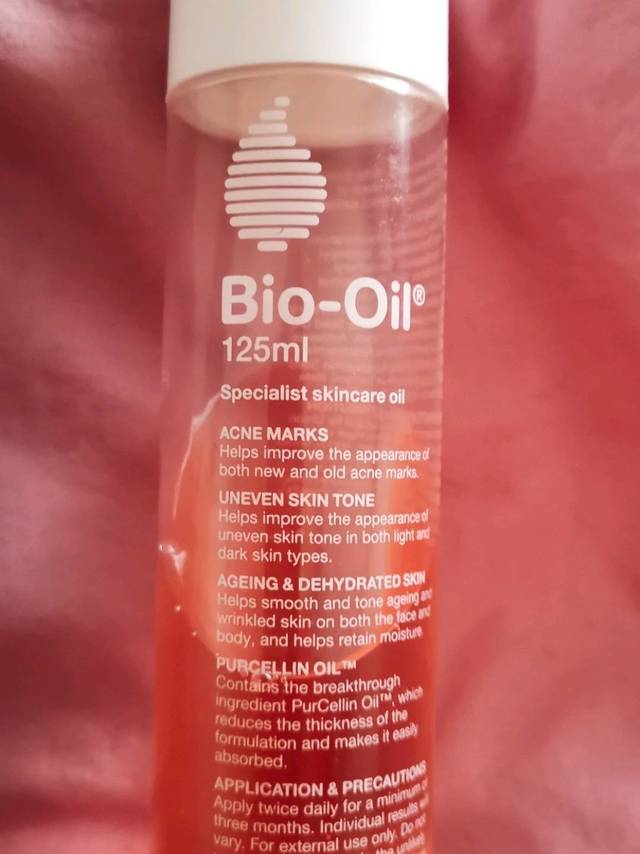 Bio-Oil®
125ml
Specialist skincare oil
ACNE MARKS
Helps improve the appearance of
both new and old acne marks.
UNEVEN SKIN TONE
Helps improve the appearance of
uneven skin tone in both light and
dark skin types.
AGEING & DEHYDRATED SKIN
Helps smooth and tone ageing and
wrinkled skin on both the face and
body, and helps retain moisture.
PURCELLIN OIL™
Contains the breakthrough
ingredient PurCellin Oil™, which
reduces the thickness of the
formulation and makes it easily
absorbed.
APPLICATION & PRECAUTIONS
Apply twice daily for a minimum of
three months. Individual results
vary. For external use only. Do not
the unlikely